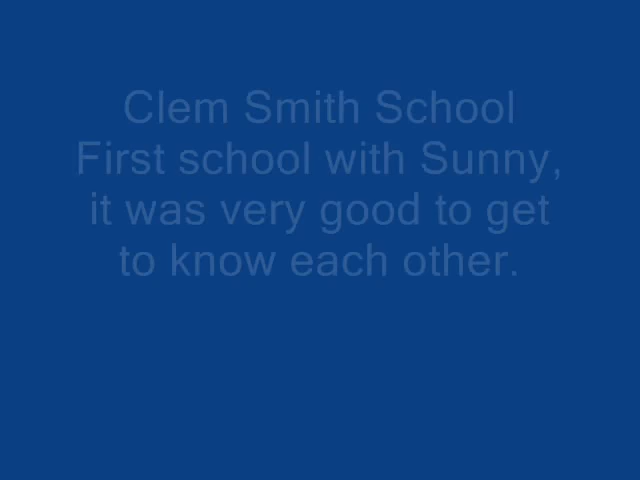 Clem Smith School
First school with Sunny,
it was very good to get
to know each other.